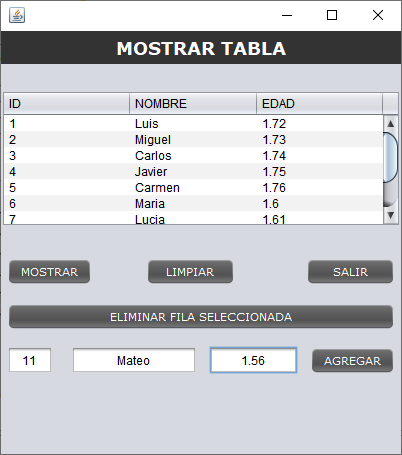 MOSTRAR TABLA
ID NOMBRE EDAD
1 Luis 1.72
2 Miguel 1.73
3 Carlos 1.74
4 Javier 1.75
5 Carmen 1.76
6 Maria 1.6
7 Lucia 1.61
MOSTRAR LIMPIAR SALIR
ELIMINAR FILA SELECCIONADA
11 Mateo 1.56 AGREGAR